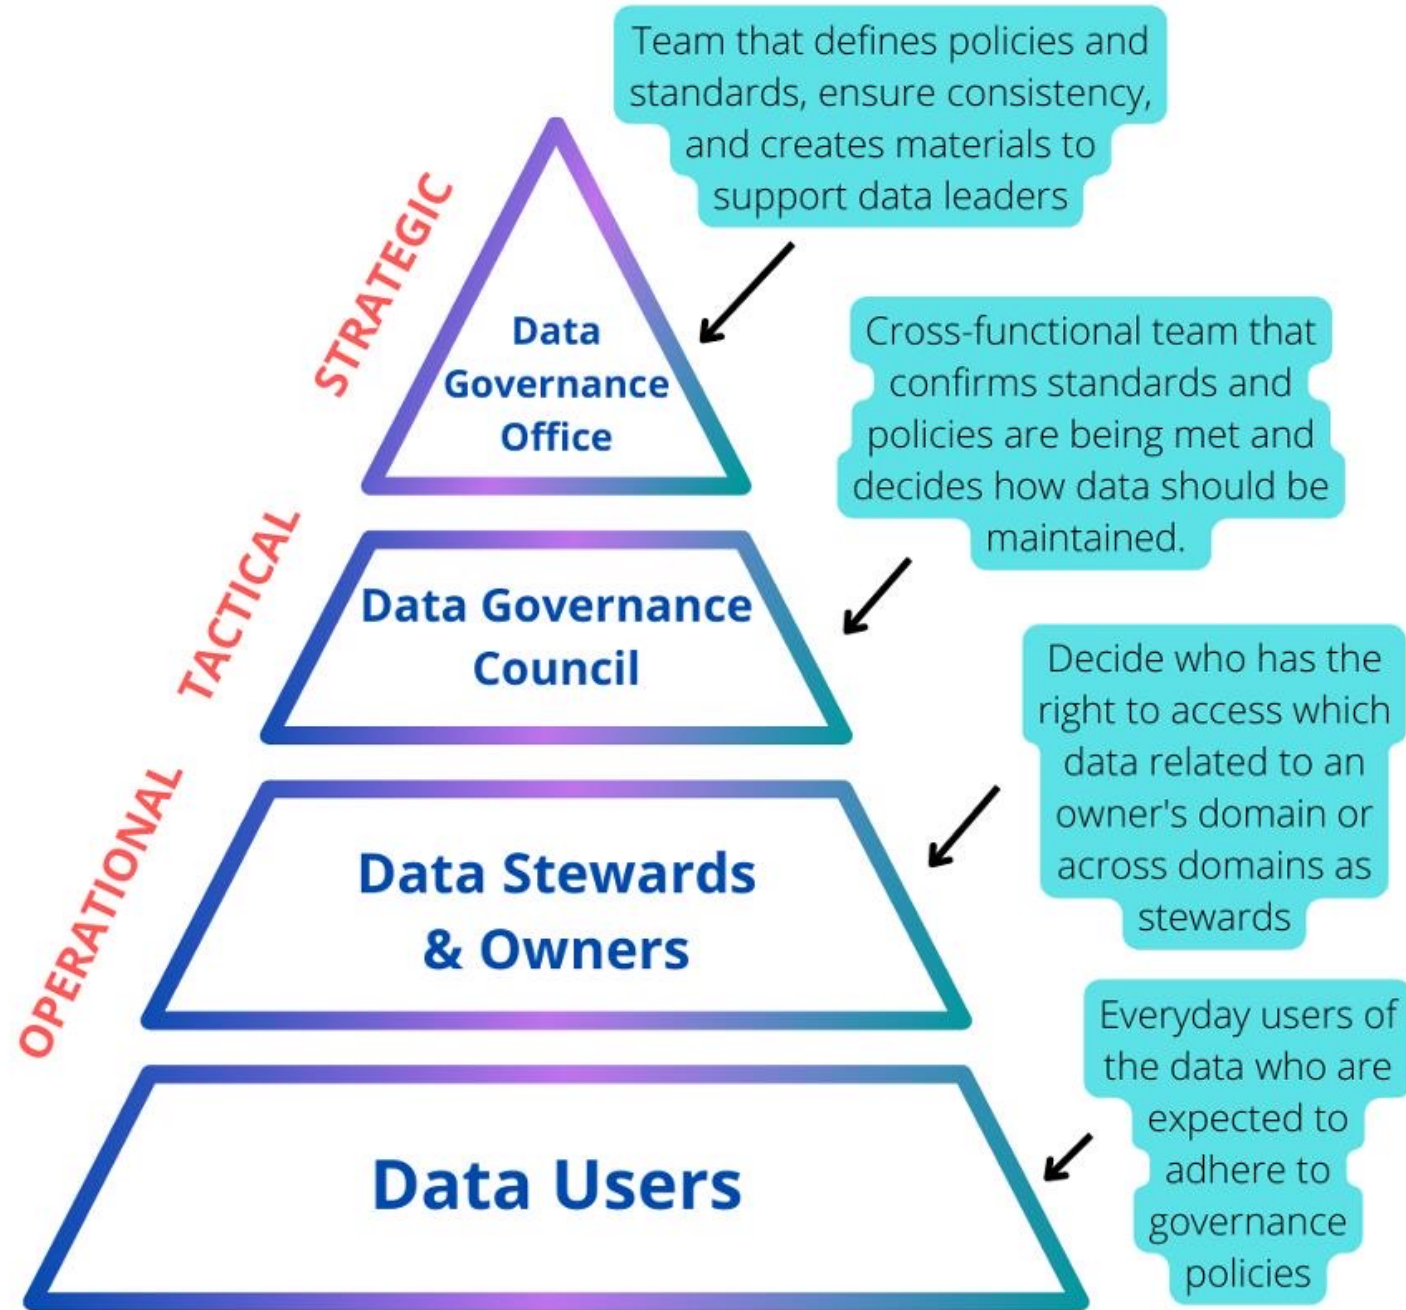 Team that defines policies and
standards, ensure consistency,
and creates materials to
support data leaders
STRATEGIC
Data
Governance
Office
Cross-functional team that
confirms standards and
policies are being met and
decides how data should be
maintained.
TACTICAL
Data Governance
Council
Decide who has the
right to access which
data related to an
owner's domain or
across domains as
stewards
OPERATIONAL
Data Stewards
& Owners
Everyday users of
the data who are
expected to
adhere to
governance
policies
Data Users